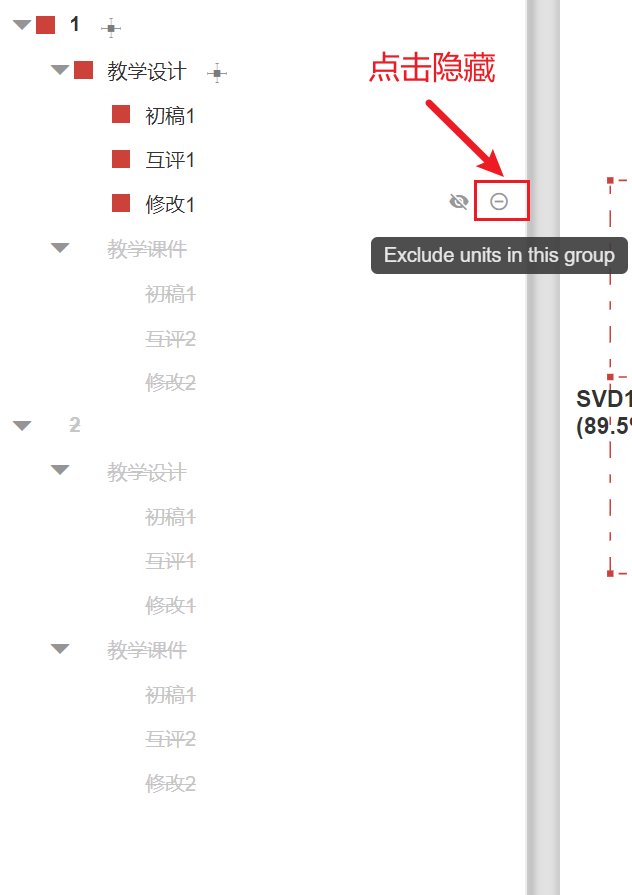 1
教学设计
点击隐藏
初稿1
互评1
修改1
教学课件
Exclude units in this group
初稿1
互评2
修改2
SVD1
(89.5%
2
教学设计
初稿1
互评1
修改1
教学课件
初稿1
互评2
修改2